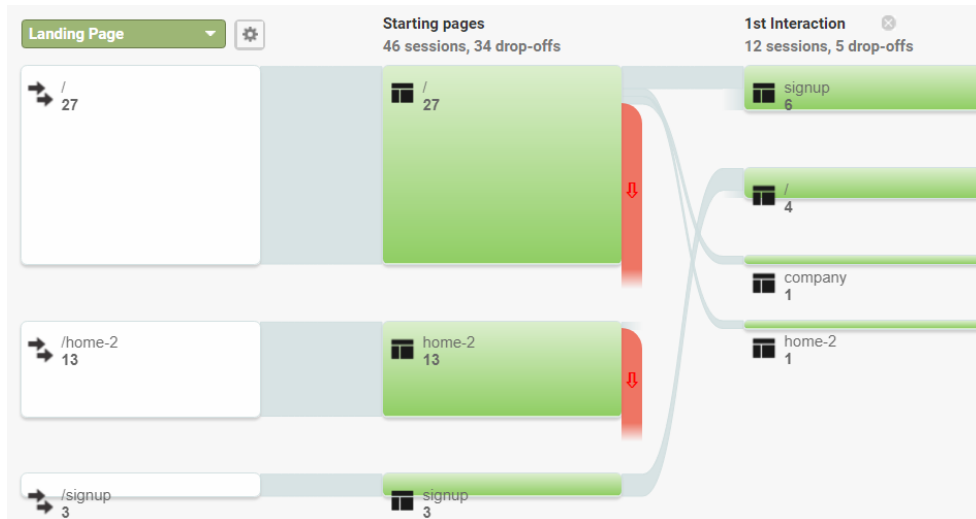 Landing Page
Starting pages
46 sessions, 34 drop-offs
1st Interaction
12 sessions, 5 drop-offs
/
27
/
27
signup
6
/
4
company
1
/home-2
13
home-2
13
home-2
1
/signup
3
signup
3